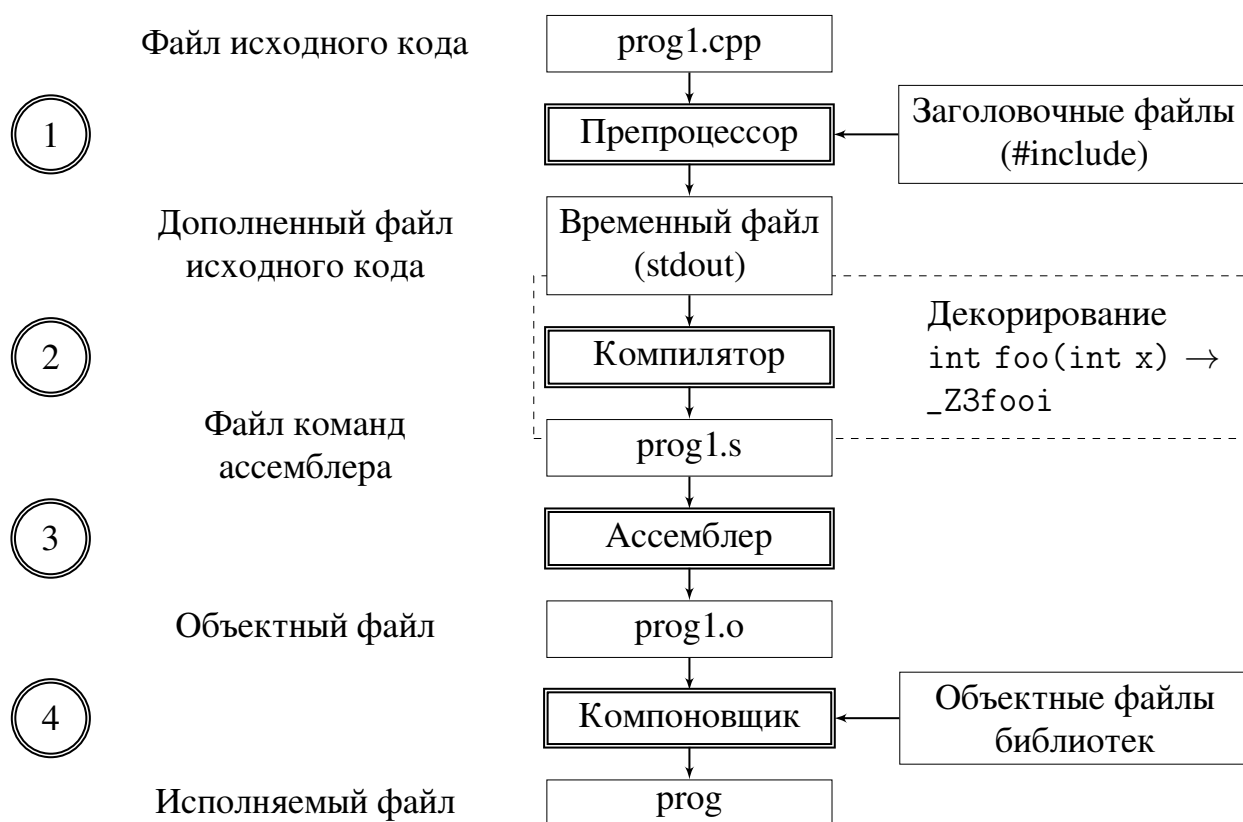 Файл исходного кода
prog1.cpp
1
Препроцессор
Заголовочные файлы
(#include)
Дополненный файл
исходного кода
Временный файл
(stdout)
2
Компилятор
Декорирование
int foo(int x) →
_Z3fooi
Файл команд
ассемблера
prog1.s
3
Ассемблер
Объектный файл
prog1.o
4
Компоновщик
Объектные файлы
библиотек
Исполняемый файл
prog